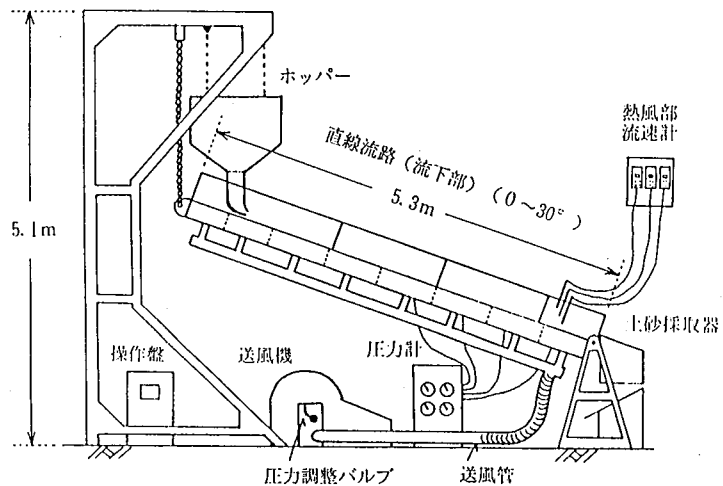 ホッパー
熱風部
流速計
直線流路(流下部)(0~30°)
5.3m
5.1m
土砂採取器
操作盤
送風機
圧力計
圧力調整バルブ
送風管